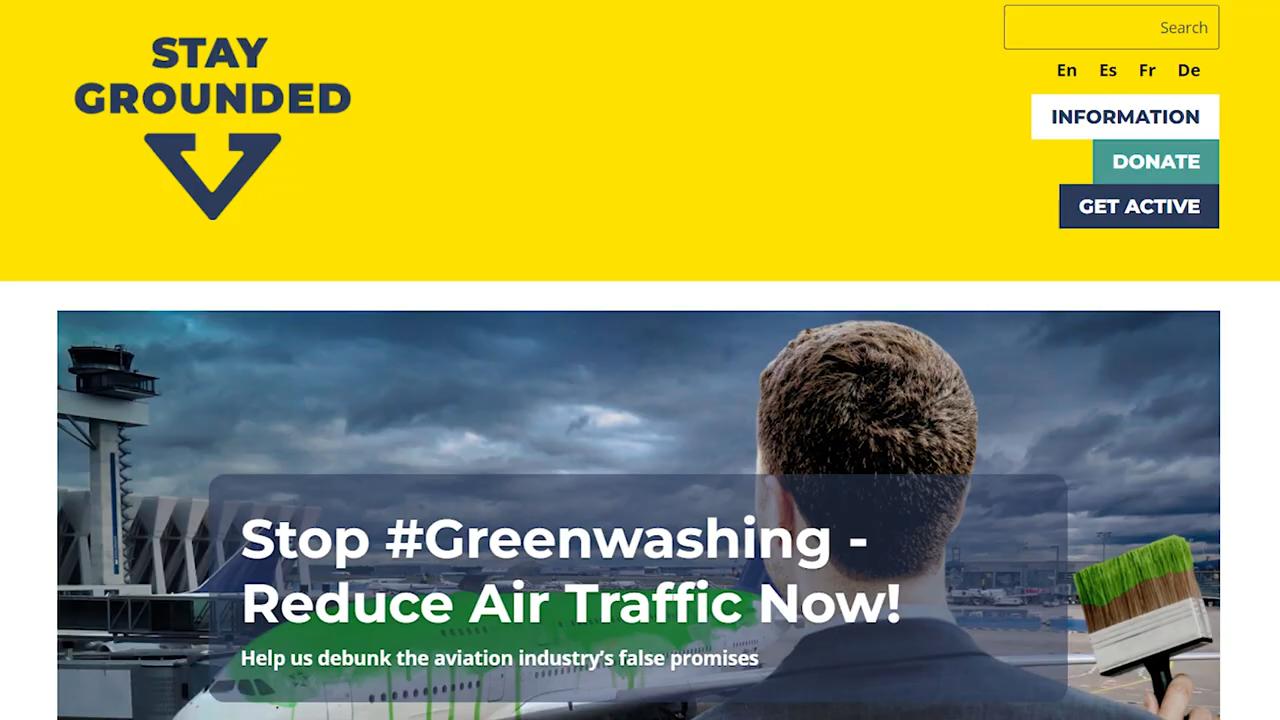 STAY
GROUNDED
Search
En Es Fr De
INFORMATION
DONATE
GET ACTIVE
Stop #Greenwashing -
Reduce Air Traffic Now!
Help us debunk the aviation industry’s false promises